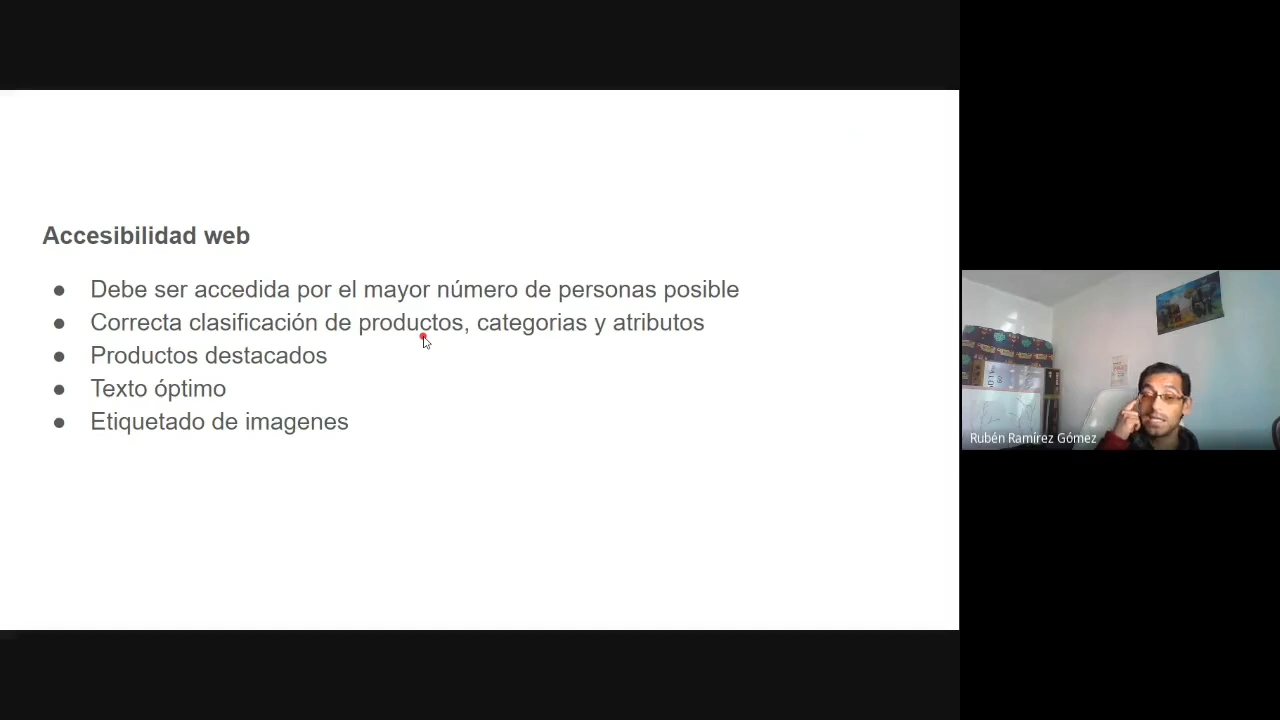 Accesibilidad web
● Debe ser accedida por el mayor número de personas posible
● Correcta clasificación de productos, categorias y atributos
● Productos destacados
● Texto óptimo
● Etiquetado de imagenes
Rubén Ramírez Gómez